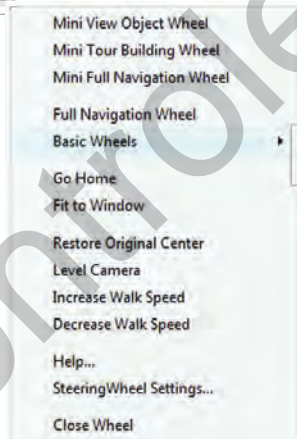 Mini View Object Wheel
Mini Tour Building Wheel
Mini Full Navigation Wheel
Full Navigation Wheel
Basic Wheels
Go Home
Fit to Window
Restore Original Center
Level Camera
Increase Walk Speed
Decrease Walk Speed
Help...
SteeringWheel Settings...
Close Wheel